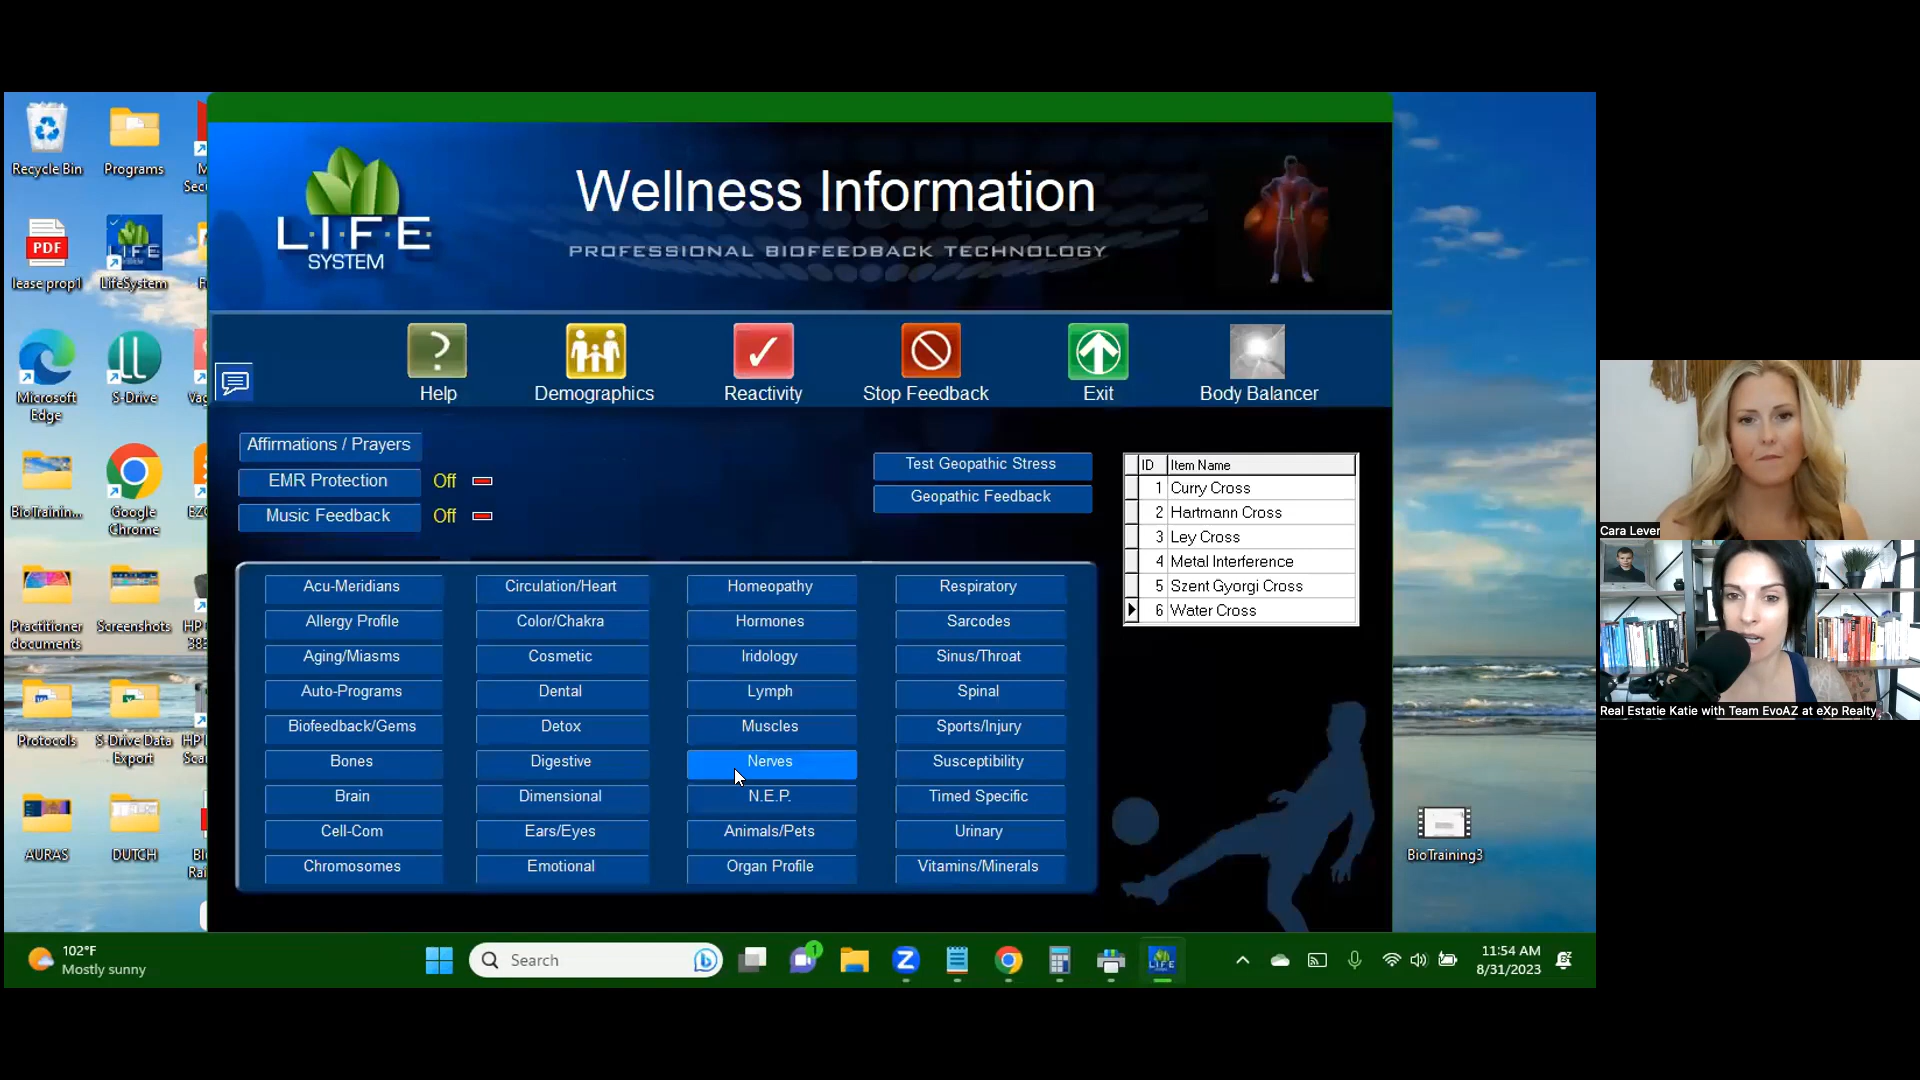 Recycle Bin
Programs
lease prop1
PDF
LifeSystem
Microsoft
Edge
S-Drive
BioTrainin...
Google
Chrome
Practitioner
documents
Screenshots
Protocols
S-Drive Data
Export
AURAS
DUTCH
L·I·F·E
SYSTEM
Wellness Information
PROFESSIONAL BIOFEEDBACK TECHNOLOGY
Help
Demographics
Reactivity
Stop Feedback
Exit
Body Balancer
Affirmations / Prayers
EMR Protection Off
Music Feedback Off
Test Geopathic Stress
Geopathic Feedback
ID Item Name
1 Curry Cross
2 Hartmann Cross
3 Ley Cross
4 Metal Interference
5 Szent Gyorgi Cross
6 Water Cross
Acu-Meridians Circulation/Heart Homeopathy Respiratory
Allergy Profile Color/Chakra Hormones Sarcodes
Aging/Miasms Cosmetic Iridology Sinus/Throat
Auto-Programs Dental Lymph Spinal
Biofeedback/Gems Detox Muscles Sports/Injury
Bones Digestive Nerves Susceptibility
Brain Dimensional N.E.P. Timed Specific
Cell-Com Ears/Eyes Animals/Pets Urinary
Chromosomes Emotional Organ Profile Vitamins/Minerals
BioTraining3
Cara Lever
Real Estatie Katie with Team EvoAZ at eXp Realty
102°F
Mostly sunny
Search
1
LIFE
11:54 AM
8/31/2023